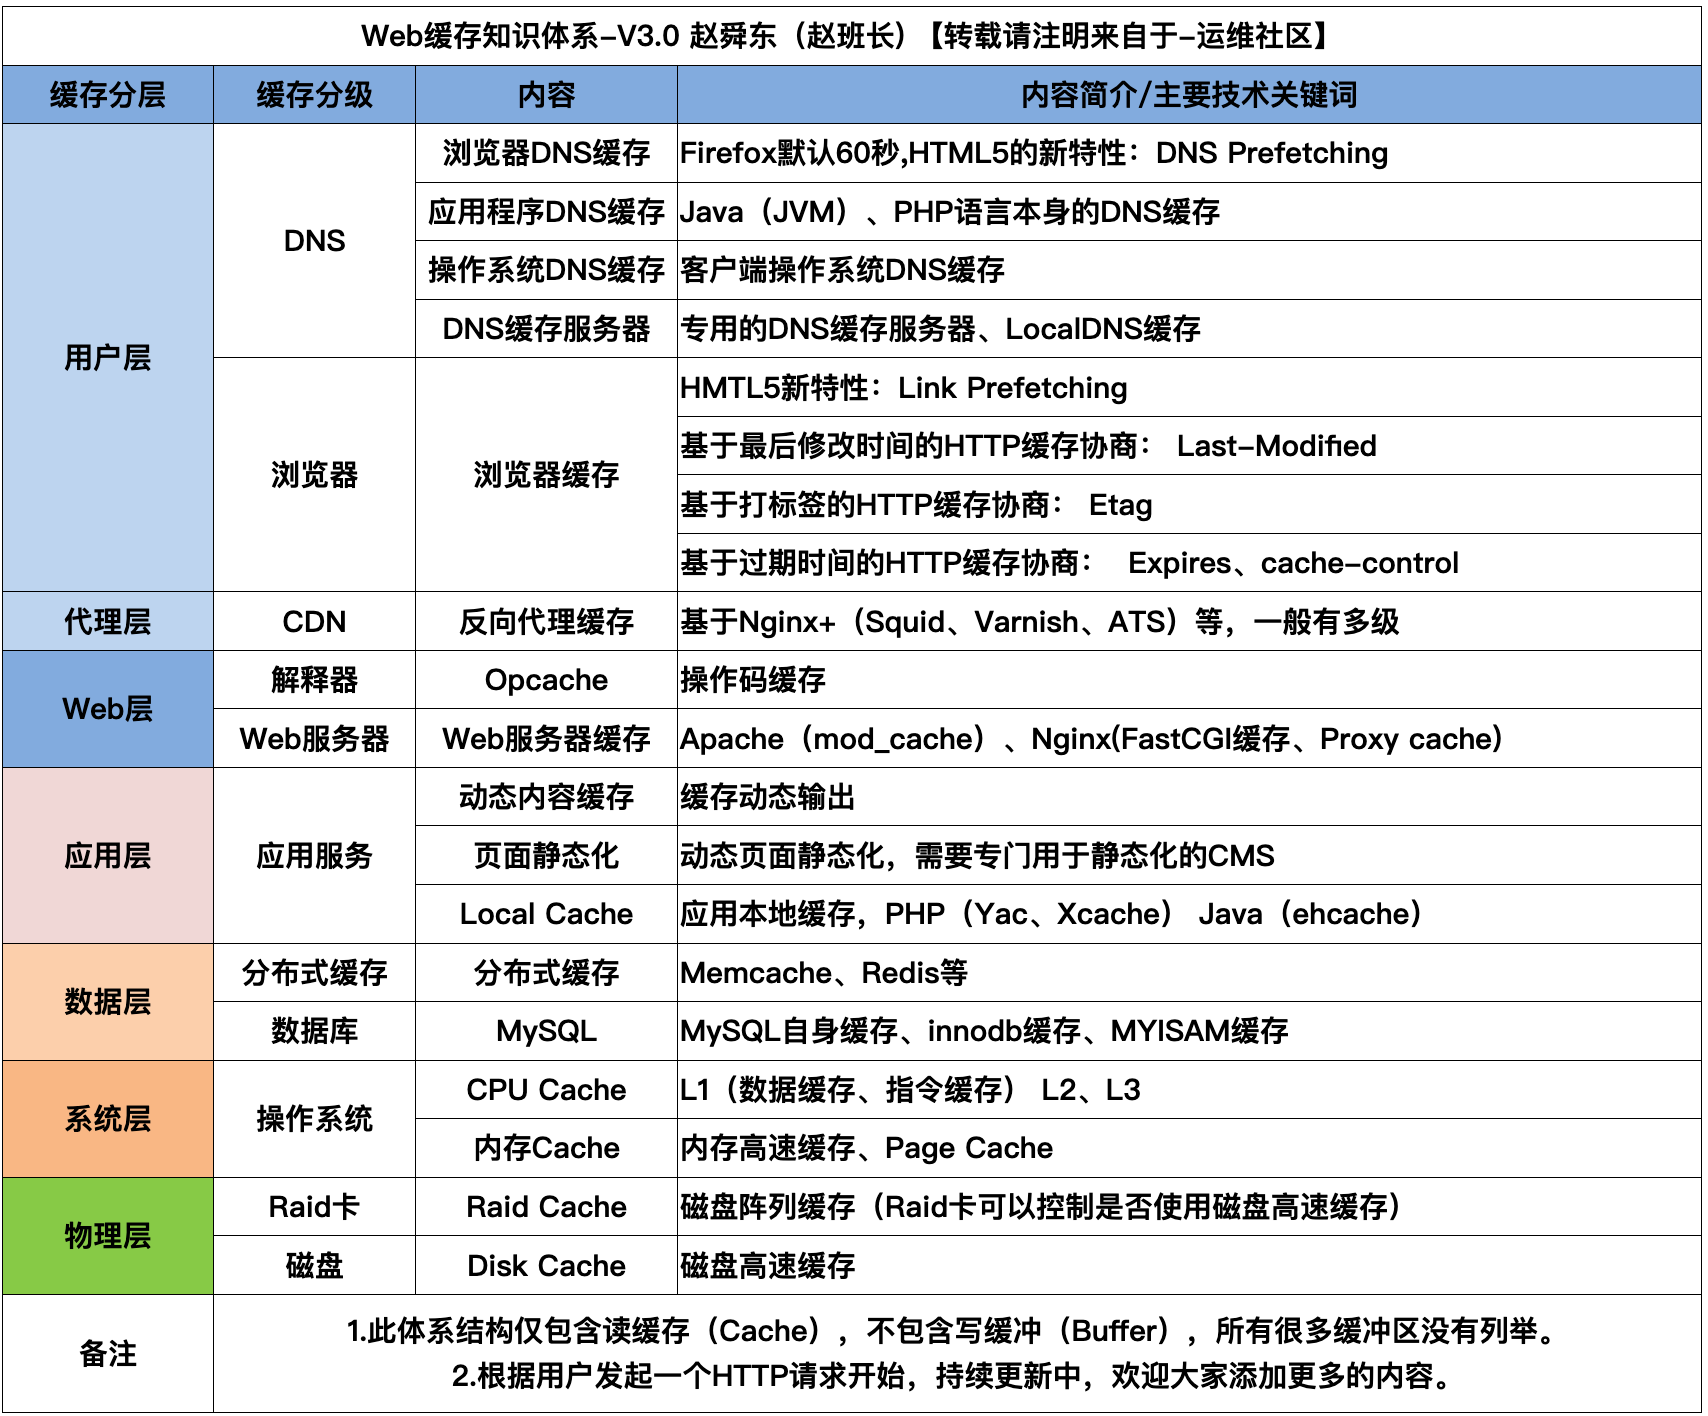 Web缓存知识体系-V3.0 赵舜东（赵班长）【转载请注明来自于-运维社区】
缓存分层 缓存分级 内容 内容简介/主要技术关键词
用户层
DNS
浏览器DNS缓存 Firefox默认60秒,HTML5的新特性：DNS Prefetching
应用程序DNS缓存 Java（JVM）、PHP语言本身的DNS缓存
操作系统DNS缓存 客户端操作系统DNS缓存
DNS缓存服务器 专用的DNS缓存服务器、LocalDNS缓存
浏览器
浏览器缓存
HMTL5新特性：Link Prefetching
基于最后修改时间的HTTP缓存协商： Last-Modified
基于打标签的HTTP缓存协商： Etag
基于过期时间的HTTP缓存协商： Expires、cache-control
代理层 CDN 反向代理缓存 基于Nginx+（Squid、Varnish、ATS）等，一般有多级
Web层
解释器 Opcache 操作码缓存
Web服务器 Web服务器缓存 Apache（mod_cache）、Nginx(FastCGI缓存、Proxy cache)
应用层
应用服务
动态内容缓存 缓存动态输出
页面静态化 动态页面静态化，需要专门用于静态化的CMS
Local Cache 应用本地缓存，PHP（Yac、Xcache） Java（ehcache）
数据层
分布式缓存 分布式缓存 Memcache、Redis等
数据库 MySQL MySQL自身缓存、innodb缓存、MYISAM缓存
系统层
操作系统
CPU Cache L1（数据缓存、指令缓存） L2、L3
内存Cache 内存高速缓存、Page Cache
物理层
Raid卡 Raid Cache 磁盘阵列缓存（Raid卡可以控制是否使用磁盘高速缓存）
磁盘 Disk Cache 磁盘高速缓存
备注
1.此体系结构仅包含读缓存（Cache），不包含写缓冲（Buffer），所有很多缓冲区没有列举。
2.根据用户发起一个HTTP请求开始，持续更新中，欢迎大家添加更多的内容。